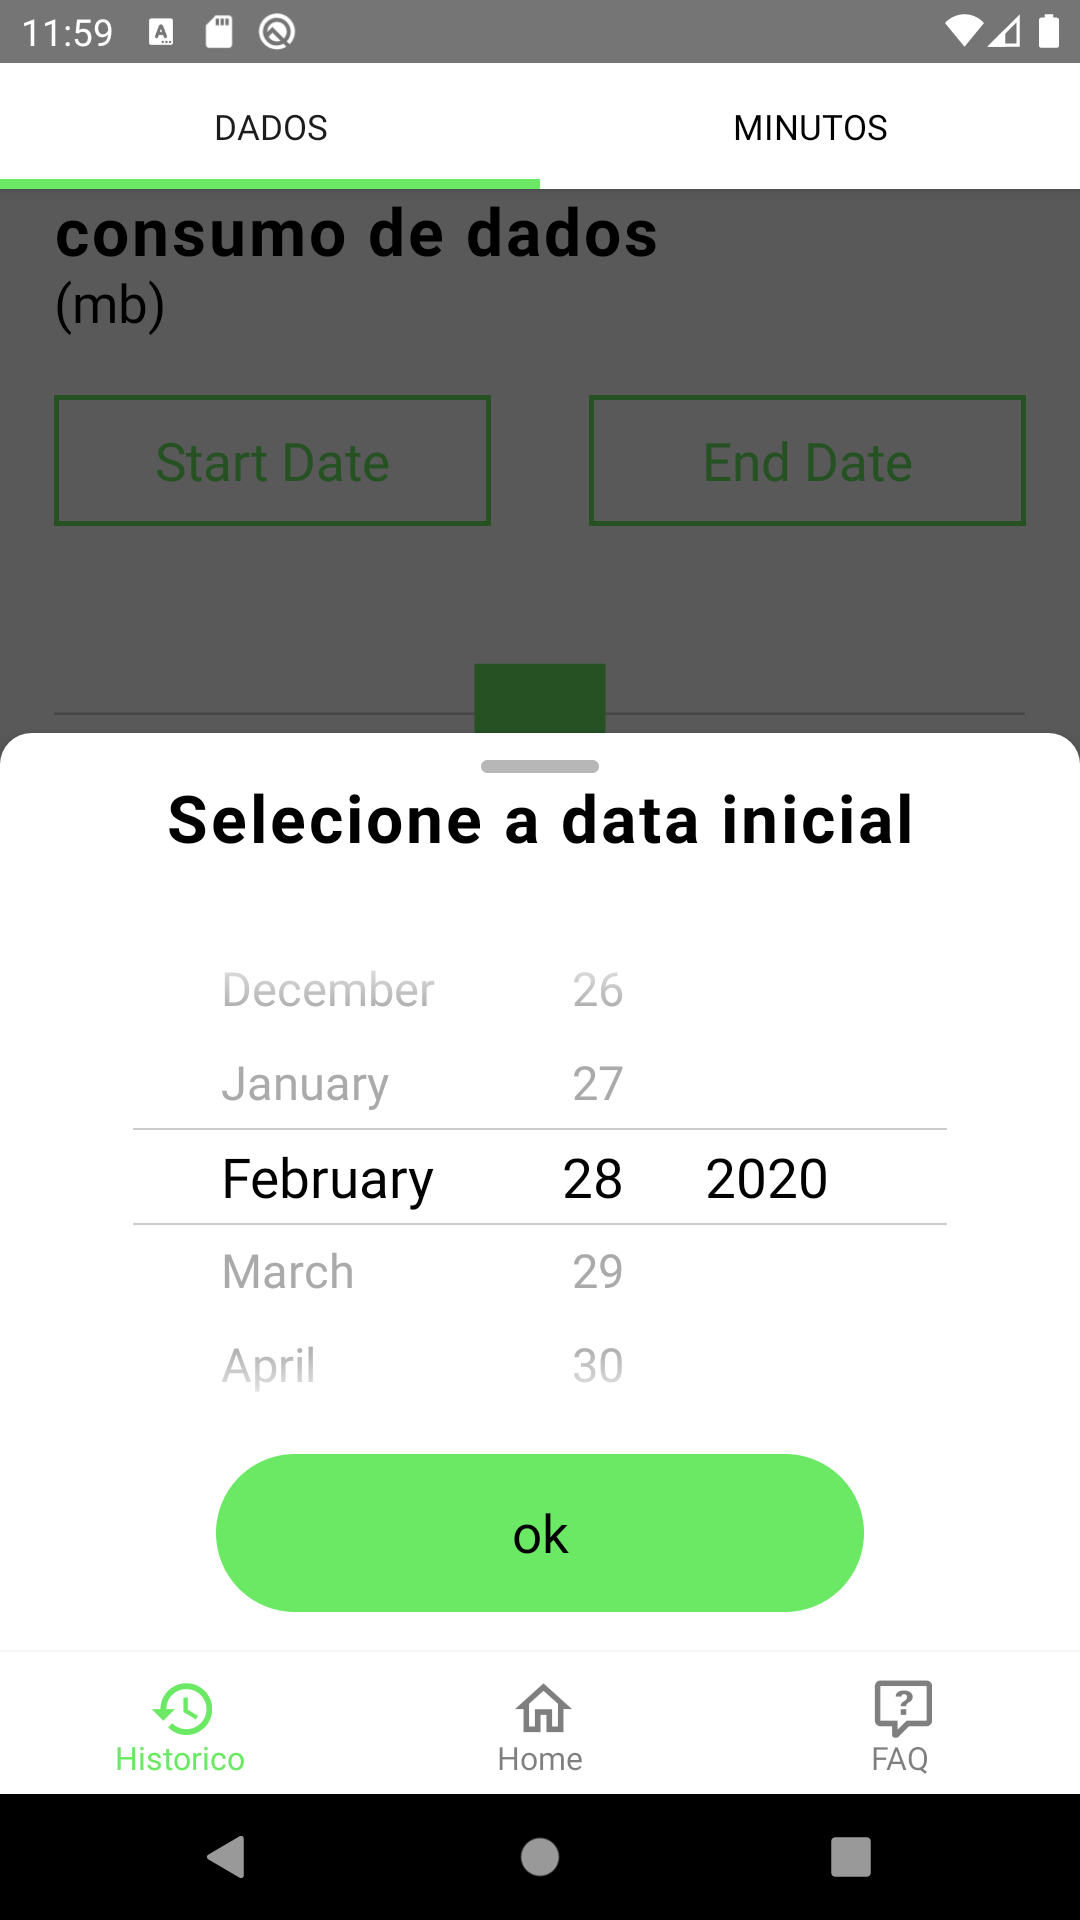 11:59
DADOS MINUTOS
consumo de dados
(mb)
Start Date End Date
Selecione a data inicial
December 26
January 27
February 28 2020
March 29
April 30
ok
Historico Home FAQ